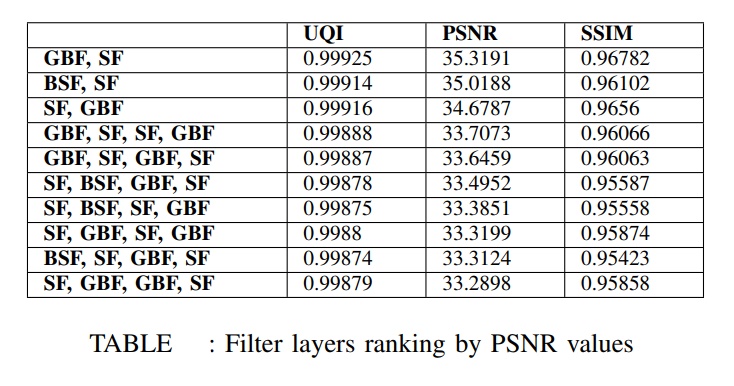 UQI PSNR SSIM
GBF, SF 0.99925 35.3191 0.96782
BSF, SF 0.99914 35.0188 0.96102
SF, GBF 0.99916 34.6787 0.9656
GBF, SF, SF, GBF 0.99888 33.7073 0.96066
GBF, SF, GBF, SF 0.99887 33.6459 0.96063
SF, BSF, GBF, SF 0.99878 33.4952 0.95587
SF, BSF, SF, GBF 0.99875 33.3851 0.95558
SF, GBF, SF, GBF 0.9988 33.3199 0.95874
BSF, SF, GBF, SF 0.99874 33.3124 0.95423
SF, GBF, GBF, SF 0.99879 33.2898 0.95858
TABLE : Filter layers ranking by PSNR values